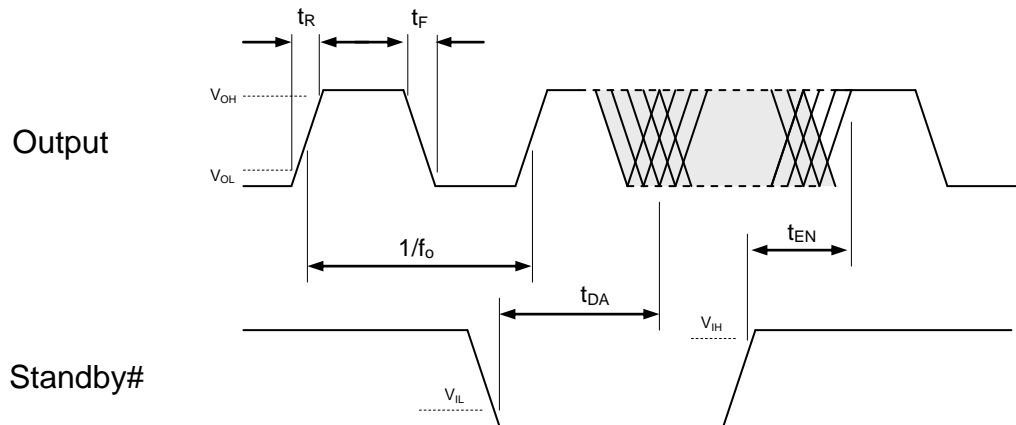 tR
tF
VOH
Output
VOL
1/fo
tEN
tDA
VIH
Standby#
VIL